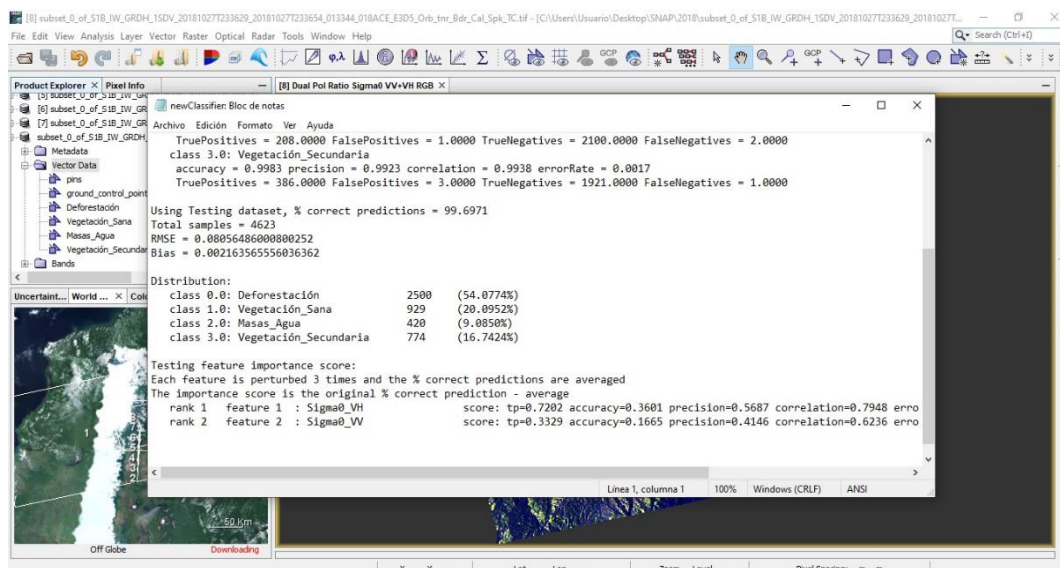 [8] subset_0_of_S1B_IW_GRDH_1SDV_20181027T233629_20181027T233654_013344_018ACE_E3D5_Orb_tnr_Bdr_Cal_Spk_TC.tif - [C:\Users\Usuario\Desktop\SNAP\2018\subset_0_of_S1B_IW_GRDH_1SDV_20181027T233629_20181027T...
File Edit View Analysis Layer Vector Raster Optical Radar Tools Window Help
Search (Ctrl+I)
Product Explorer × Pixel Info
[8] Dual Pol Ratio Sigma0 VV+VH RGB ×
[5] subset_0_of_S1B_IW_GR
[6] subset_0_of_S1B_IW_GR
[7] subset_0_of_S1B_IW_GR
subset_0_of_S1B_IW_GRDH_
Metadata
Vector Data
pins
ground_control_point
Deforestación
Vegetación_Sana
Masas_Agua
Vegetación_Secundar
Bands
newClassifier: Bloc de notas
Archivo Edición Formato Ver Ayuda
TruePositives = 208.0000 FalsePositives = 1.0000 TrueNegatives = 2100.0000 FalseNegatives = 2.0000
class 3.0: Vegetación_Secundaria
accuracy = 0.9983 precision = 0.9923 correlation = 0.9938 errorRate = 0.0017
TruePositives = 386.0000 FalsePositives = 3.0000 TrueNegatives = 1921.0000 FalseNegatives = 1.0000
Using Testing dataset, % correct predictions = 99.6971
Total samples = 4623
RMSE = 0.08056486000800252
Bias = 0.002163565556036362
Distribution:
class 0.0: Deforestación 2500 (54.0774%)
class 1.0: Vegetación_Sana 929 (20.0952%)
class 2.0: Masas_Agua 420 (9.0850%)
class 3.0: Vegetación_Secundaria 774 (16.7424%)
Testing feature importance score:
Each feature is perturbed 3 times and the % correct predictions are averaged
The importance score is the original % correct prediction - average
rank 1 feature 1 : Sigma0_VH score: tp=0.7202 accuracy=0.3601 precision=0.5687 correlation=0.7948 erro
rank 2 feature 2 : Sigma0_VV score: tp=0.3329 accuracy=0.1665 precision=0.4146 correlation=0.6236 erro
Línea 1, columna 1 100% Windows (CRLF) ANSI
Uncertaint... World ... × Colo
50 Km
Off Globe Downloading